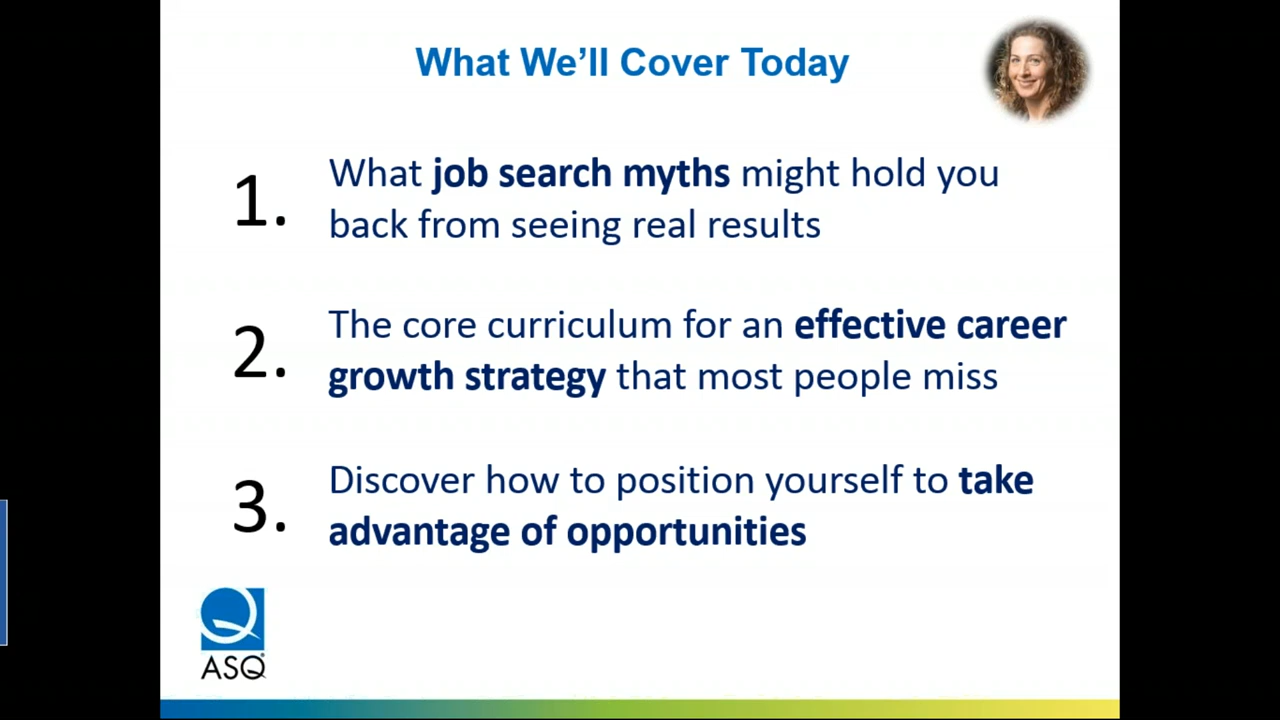 What We’ll Cover Today
1.
What job search myths might hold you
back from seeing real results
2.
The core curriculum for an effective career
growth strategy that most people miss
3.
Discover how to position yourself to take
advantage of opportunities
ASQ